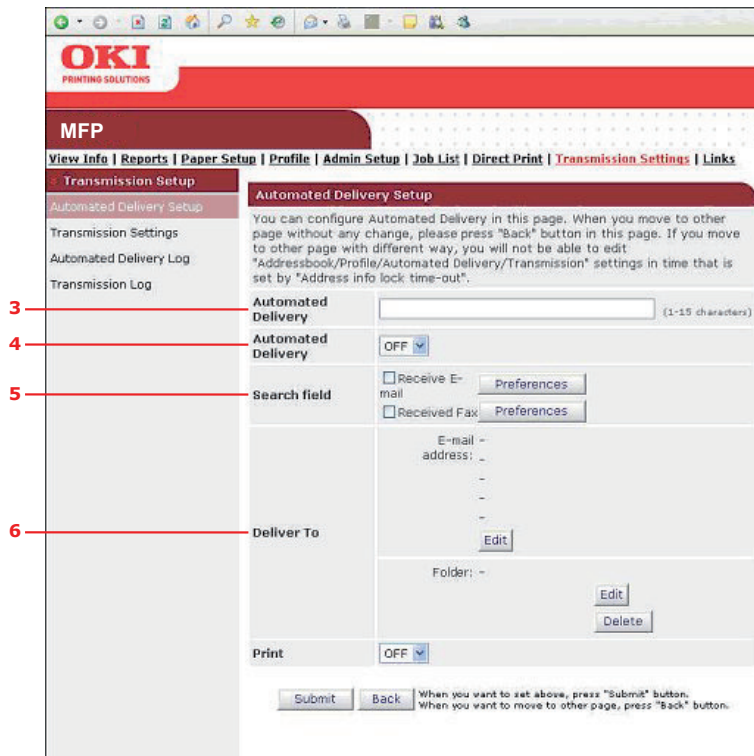 OKI
PRINTING SOLUTIONS
MFP
View Info | Reports | Paper Setup | Profile | Admin Setup | Job List | Direct Print | Transmission Settings | Links
Transmission Setup
Automated Delivery Setup
Transmission Settings
Automated Delivery Log
Transmission Log
Automated Delivery Setup
You can configure Automated Delivery in this page. When you move to other
page without any change, please press "Back" button in this page. If you move
to other page with different way, you will not be able to edit
"Addressbook/Profile/Automated Delivery/Transmission" settings in time that is
set by "Address info lock time-out".
3
Automated
Delivery
(1-15 characters)
4
Automated
Delivery
OFF
5
Search field
Receive E-
mail
Preferences
Received Fax
Preferences
6
Deliver To
E-mail -
address: -
-
-
-
Edit
Folder: -
Edit
Delete
Print
OFF
Submit
Back
When you want to set above, press "Submit" button.
When you want to move to other page, press "Back" button.